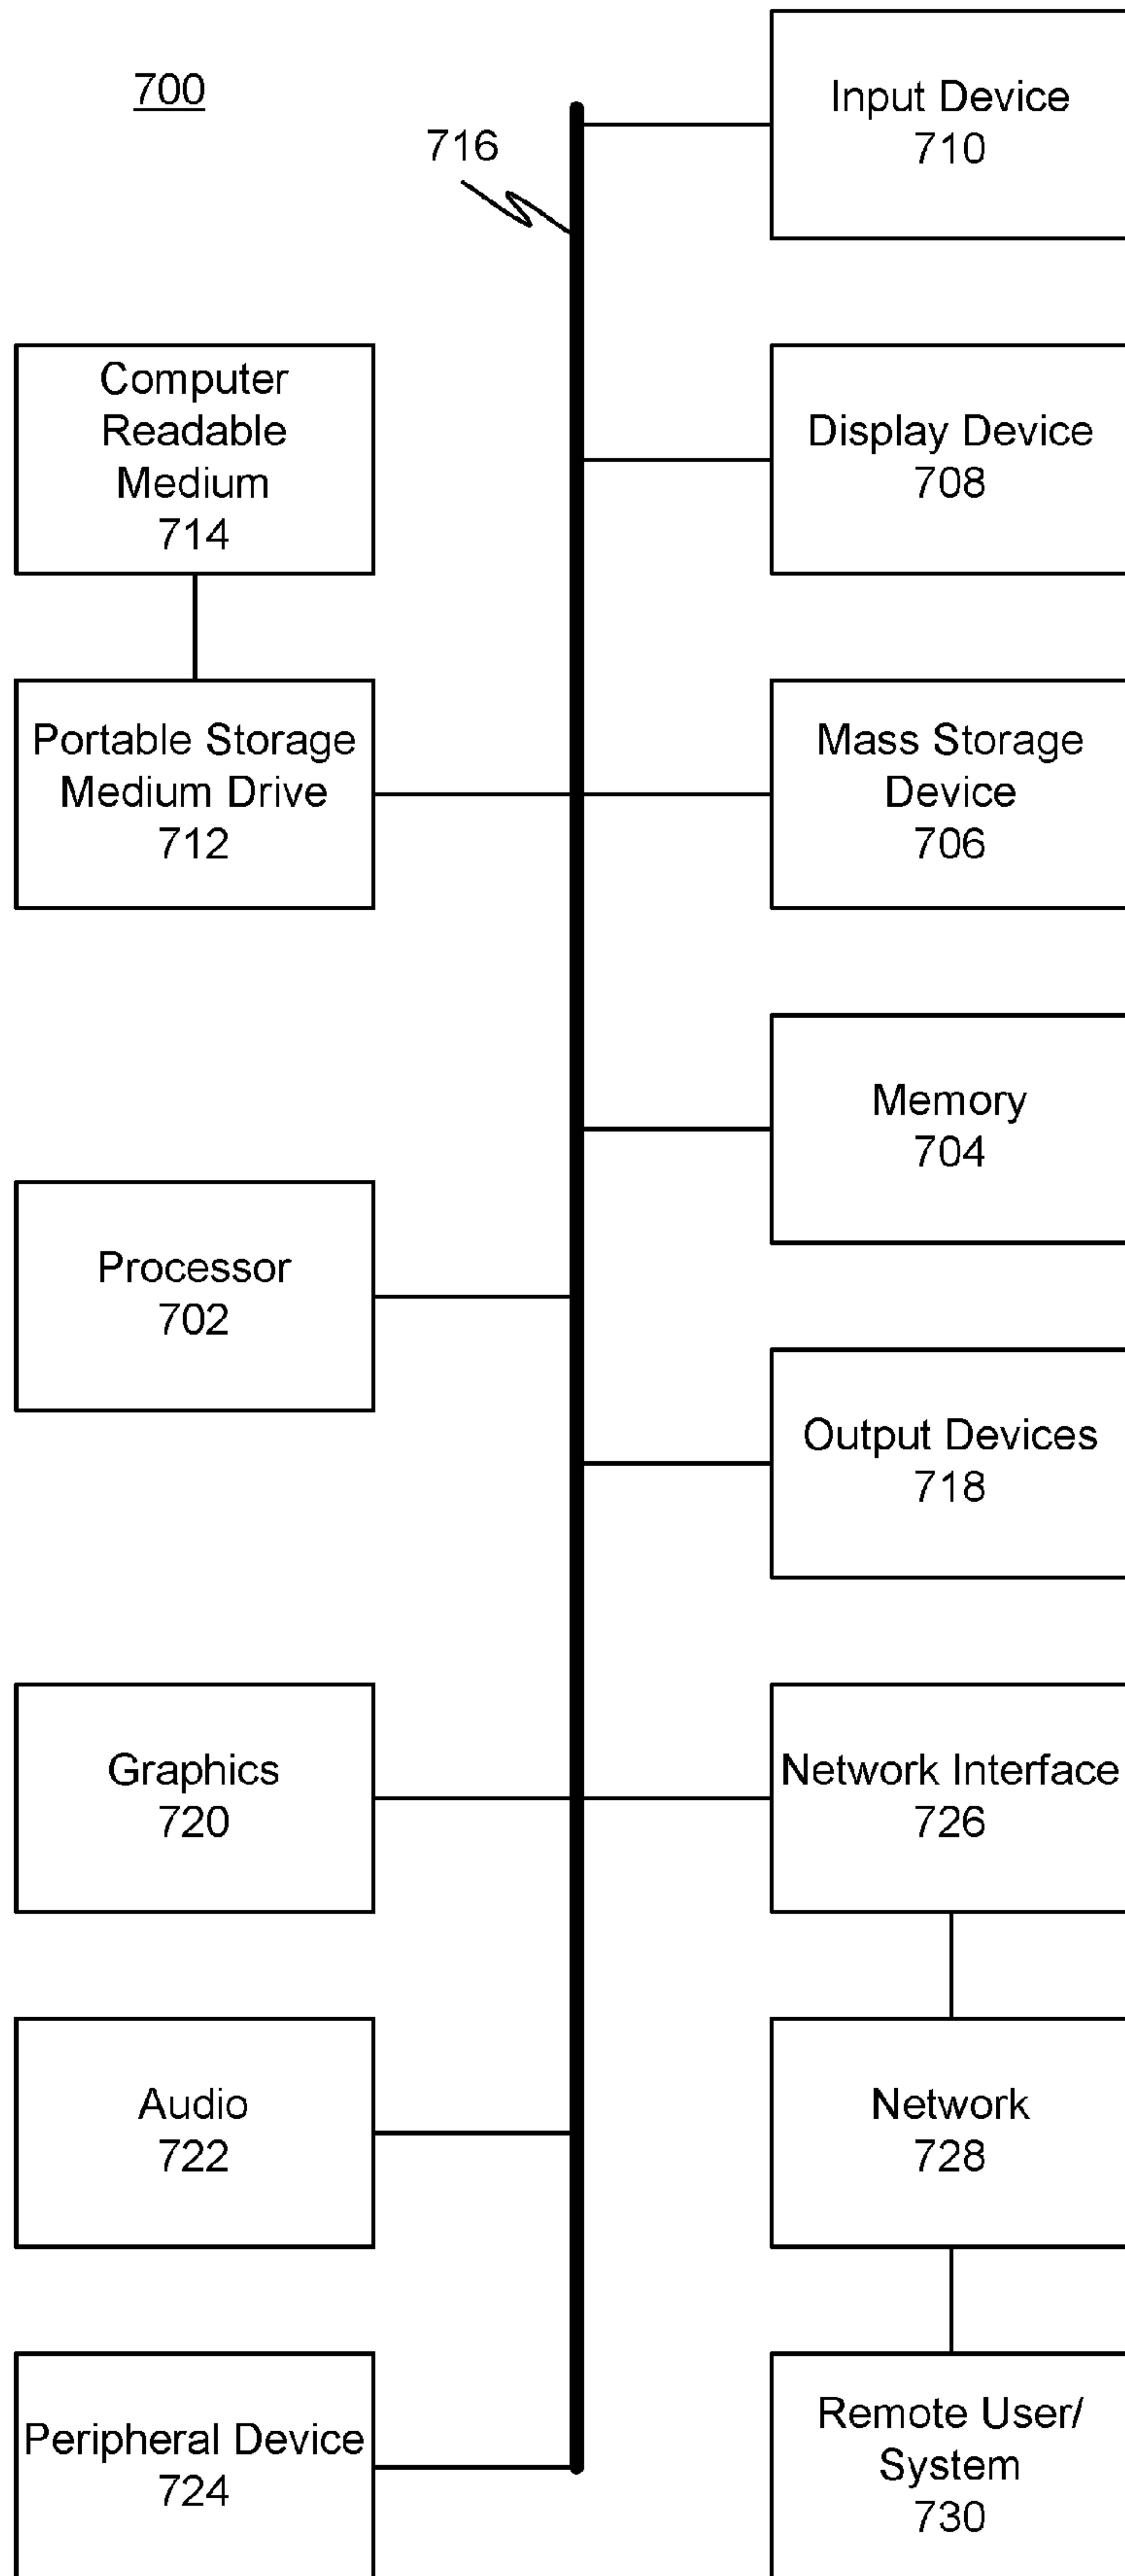 700
716
Input Device
710
Computer
Readable
Medium
714
Display Device
708
Portable Storage
Medium Drive
712
Mass Storage
Device
706
Memory
704
Processor
702
Output Devices
718
Graphics
720
Network Interface
726
Audio
722
Network
728
Peripheral Device
724
Remote User/
System
730